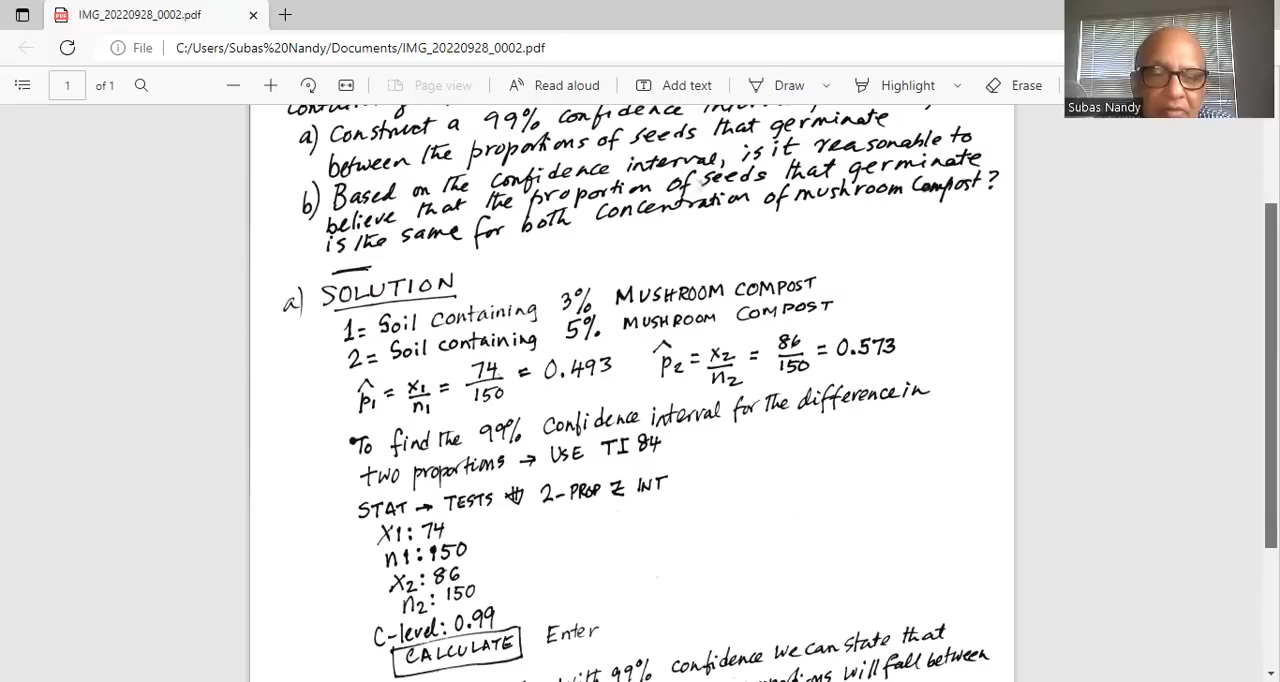 IMG_20220928_0002.pdf
File
C:/Users/Subas%20Nandy/Documents/IMG_20220928_0002.pdf
1
of 1
Page view
Read aloud
Add text
Draw
Highlight
Erase
Subas Nandy
a) Construct a 99% confidence
between the proportions of seeds that germinate
b) Based on the confidence interval, is it reasonable to
believe that the proportion of seeds that germinate
is the same for both concentration of mushroom compost?
a) SOLUTION
1= Soil containing 3% MUSHROOM COMPOST
2= Soil containing 5% MUSHROOM COMPOST
p̂1 = x1/n1 = 74/150 = 0.493 p̂2 = x2/n2 = 86/150 = 0.573
To find the 99% confidence interval for the difference in
two proportions → USE TI 84
STAT → TESTS 2-PROP Z INT
X1: 74
n1: 150
X2: 86
n2: 150
C-level: 0.99
CALCULATE Enter
with 99% confidence we can state that
will fall between